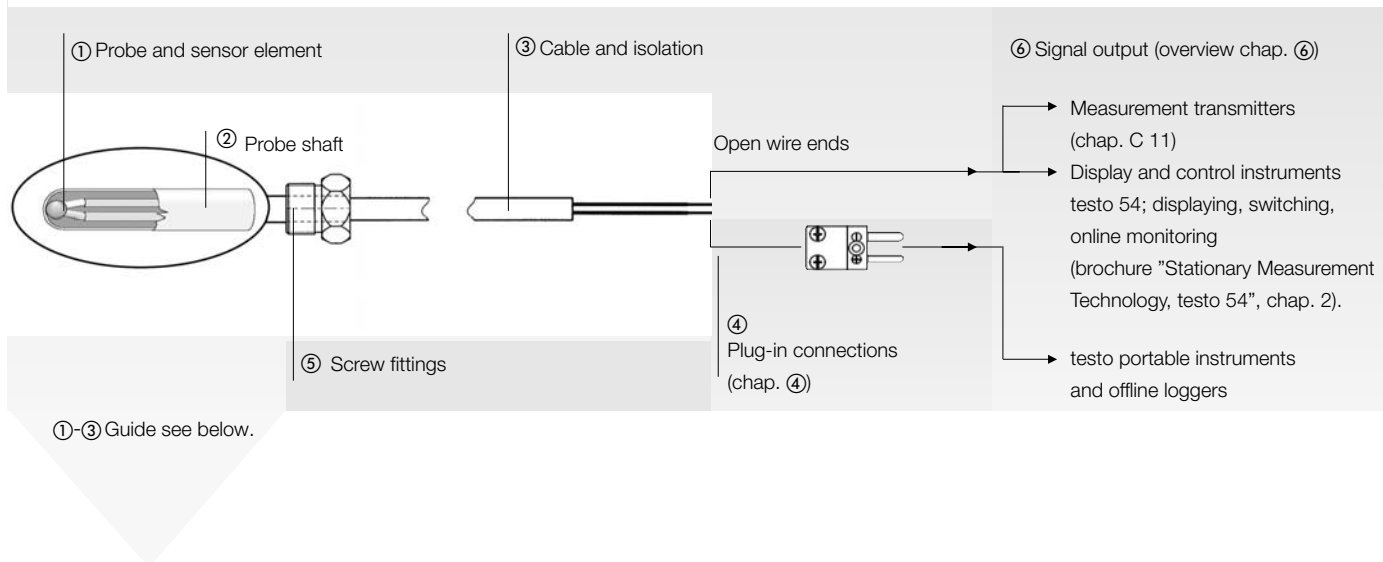 ① Probe and sensor element
③ Cable and isolation
⑥ Signal output (overview chap. ⑥)
② Probe shaft
Open wire ends
Measurement transmitters
(chap. C 11)
Display and control instruments
testo 54; displaying, switching,
online monitoring
(brochure ”Stationary Measurement
Technology, testo 54”, chap. 2).
④
Plug-in connections
(chap. ④)
⑤ Screw fittings
testo portable instruments
and offline loggers
①-③ Guide see below.